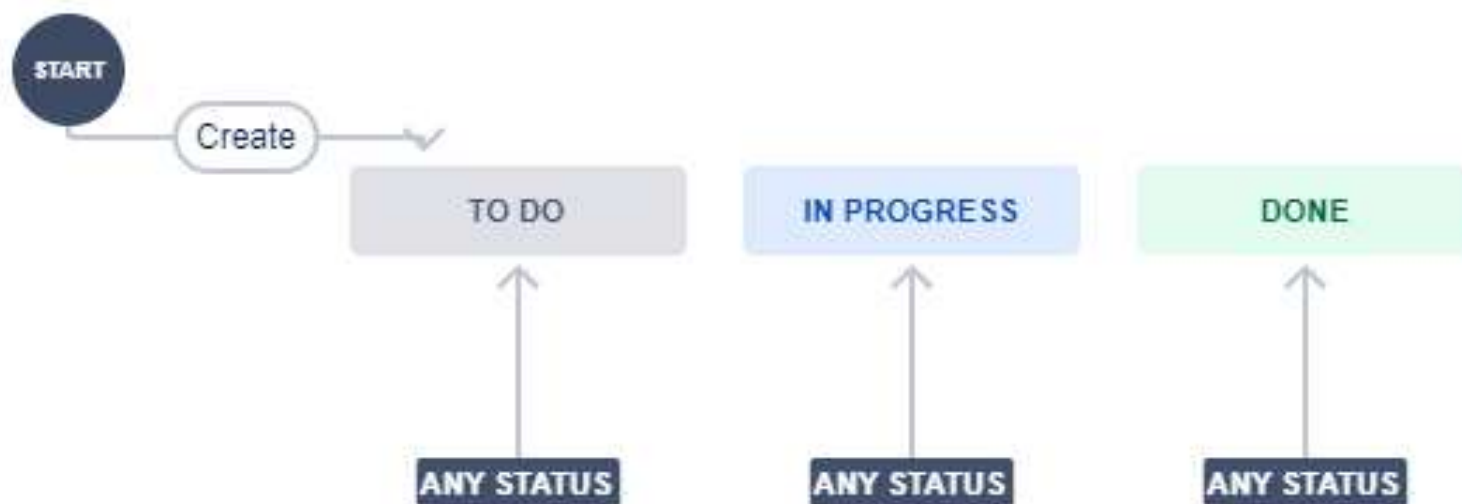 START
Create
TO DO
IN PROGRESS
DONE
ANY STATUS
ANY STATUS
ANY STATUS